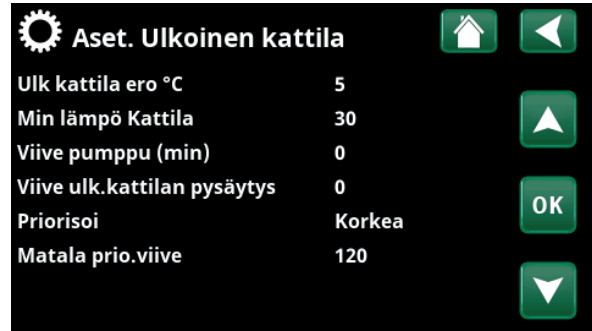 Aset. Ulkoinen kattila
Ulk kattila ero °C 5
Min lämpö Kattila 30
Viive pumppu (min) 0
Viive ulk.kattilan pysäytys 0
Priorisoi Korkea
Matala prio.viive 120
OK